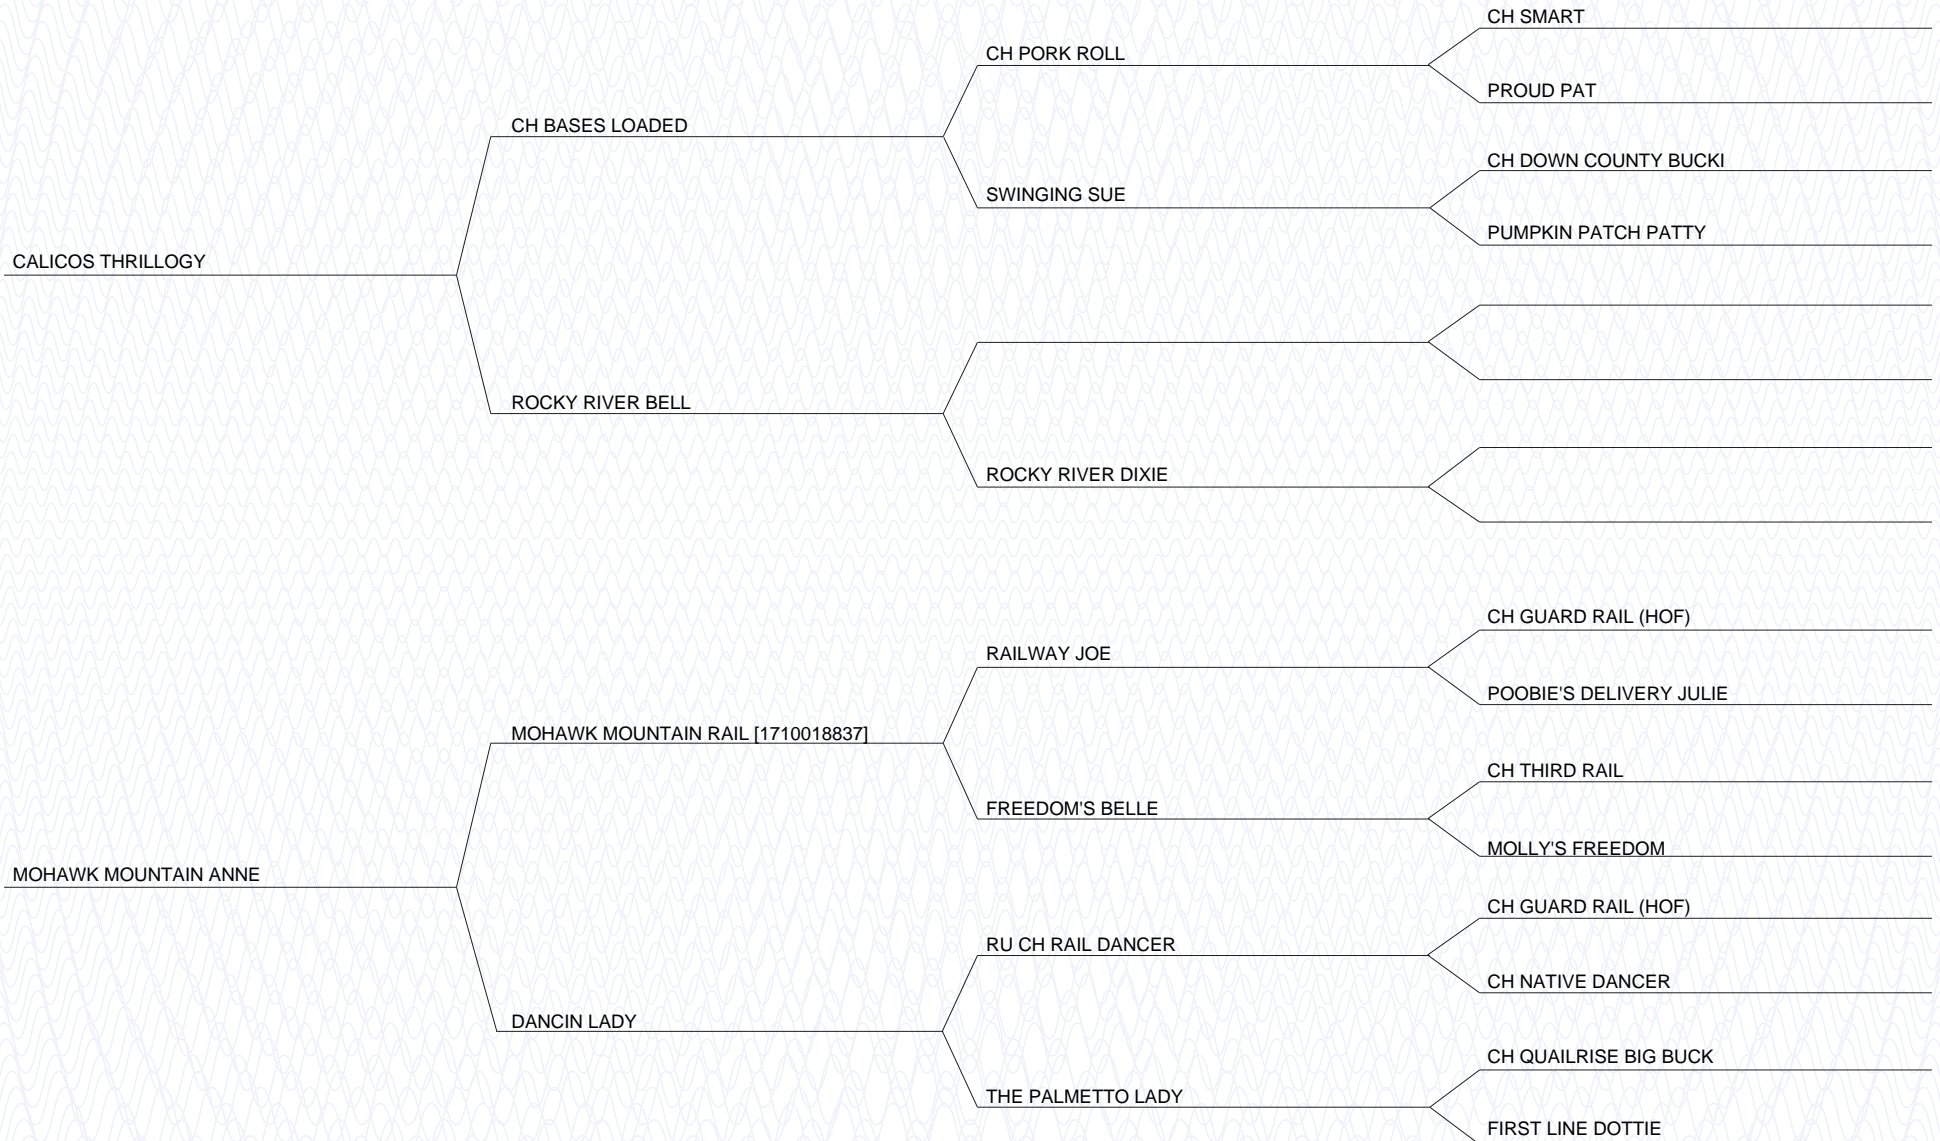 CH SMART
CH PORK ROLL
PROUD PAT
CH BASES LOADED
CH DOWN COUNTY BUCKI
SWINGING SUE
PUMPKIN PATCH PATTY
CALICOS THRILLOGY
ROCKY RIVER BELL
ROCKY RIVER DIXIE
CH GUARD RAIL (HOF)
RAILWAY JOE
POOBIE'S DELIVERY JULIE
MOHAWK MOUNTAIN RAIL [1710018837]
CH THIRD RAIL
FREEDOM'S BELLE
MOLLY'S FREEDOM
MOHAWK MOUNTAIN ANNE
CH GUARD RAIL (HOF)
RU CH RAIL DANCER
CH NATIVE DANCER
DANCIN LADY
CH QUAILRISE BIG BUCK
THE PALMETTO LADY
FIRST LINE DOTTIE